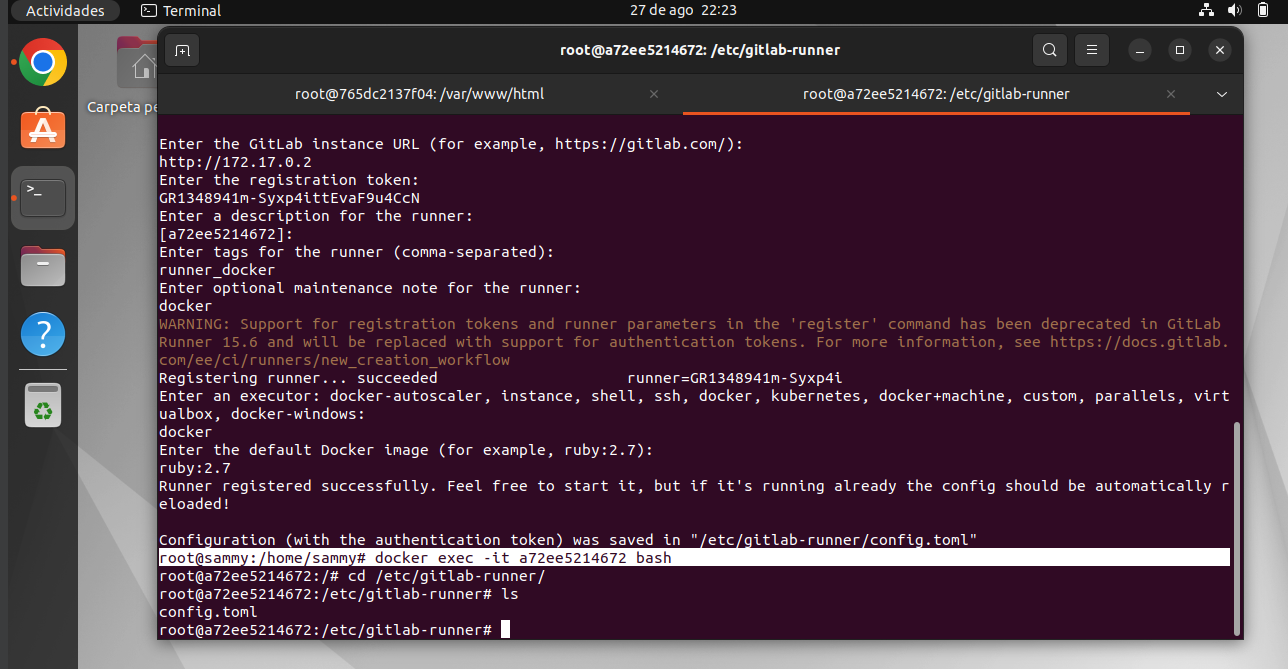 Actividades
Terminal
27 de ago 22:23
Carpeta pe
root@a72ee5214672: /etc/gitlab-runner
root@765dc2137f04: /var/www/html
root@a72ee5214672: /etc/gitlab-runner
Enter the GitLab instance URL (for example, https://gitlab.com/):
http://172.17.0.2
Enter the registration token:
GR1348941m-Syxp4ittEvaF9u4CcN
Enter a description for the runner:
[a72ee5214672]:
Enter tags for the runner (comma-separated):
runner_docker
Enter optional maintenance note for the runner:
docker
WARNING: Support for registration tokens and runner parameters in the 'register' command has been deprecated in GitLab
Runner 15.6 and will be replaced with support for authentication tokens. For more information, see https://docs.gitlab.
com/ee/ci/runners/new_creation_workflow
Registering runner... succeeded runner=GR1348941m-Syxp4i
Enter an executor: docker-autoscaler, instance, shell, ssh, docker, kubernetes, docker+machine, custom, parallels, virt
ualbox, docker-windows:
docker
Enter the default Docker image (for example, ruby:2.7):
ruby:2.7
Runner registered successfully. Feel free to start it, but if it's running already the config should be automatically r
eloaded!
Configuration (with the authentication token) was saved in "/etc/gitlab-runner/config.toml"
root@sammy:/home/sammy# docker exec -it a72ee5214672 bash
root@a72ee5214672:/# cd /etc/gitlab-runner/
root@a72ee5214672:/etc/gitlab-runner# ls
config.toml
root@a72ee5214672:/etc/gitlab-runner#